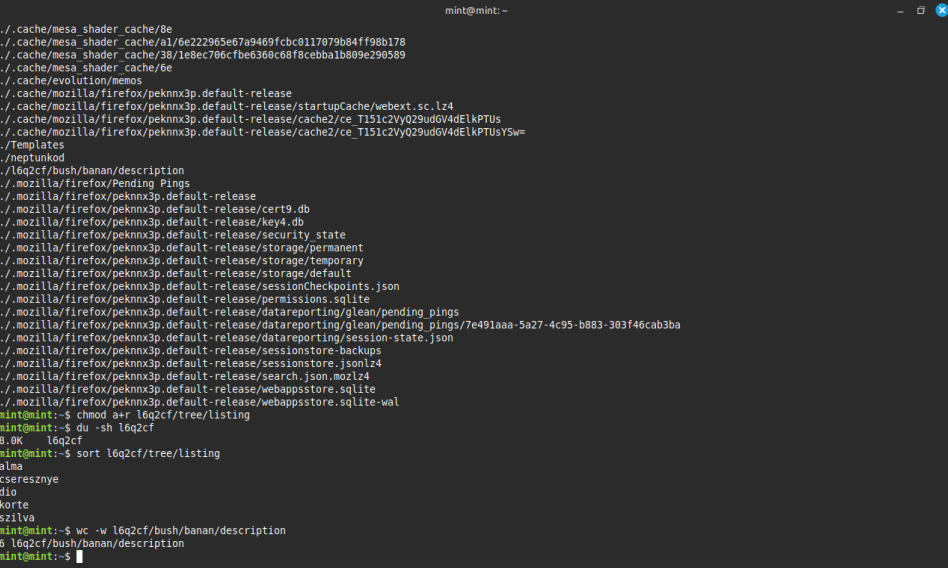 mint@mint: ~
./.cache/mesa_shader_cache/8e
./.cache/mesa_shader_cache/a1/6e222965e67a9469fcbc0117079b84ff98b178
./.cache/mesa_shader_cache/38/1e8ec706cfbe6360c68f8cebba1b809e290589
./.cache/mesa_shader_cache/6e
./.cache/evolution/memos
./.cache/mozilla/firefox/peknnx3p.default-release
./.cache/mozilla/firefox/peknnx3p.default-release/startupCache/webext.sc.lz4
./.cache/mozilla/firefox/peknnx3p.default-release/cache2/ce_T151c2VyQ29udGV4dElkPTUs
./.cache/mozilla/firefox/peknnx3p.default-release/cache2/ce_T151c2VyQ29udGV4dElkPTUsYSw=
./Templates
./neptunkod
./l6q2cf/bush/banan/description
./.mozilla/firefox/Pending Pings
./.mozilla/firefox/peknnx3p.default-release
./.mozilla/firefox/peknnx3p.default-release/cert9.db
./.mozilla/firefox/peknnx3p.default-release/key4.db
./.mozilla/firefox/peknnx3p.default-release/security_state
./.mozilla/firefox/peknnx3p.default-release/storage/permanent
./.mozilla/firefox/peknnx3p.default-release/storage/temporary
./.mozilla/firefox/peknnx3p.default-release/storage/default
./.mozilla/firefox/peknnx3p.default-release/sessionCheckpoints.json
./.mozilla/firefox/peknnx3p.default-release/permissions.sqlite
./.mozilla/firefox/peknnx3p.default-release/datareporting/glean/pending_pings
./.mozilla/firefox/peknnx3p.default-release/datareporting/glean/pending_pings/7e491aaa-5a27-4c95-b883-303f46cab3ba
./.mozilla/firefox/peknnx3p.default-release/datareporting/session-state.json
./.mozilla/firefox/peknnx3p.default-release/sessionstore-backups
./.mozilla/firefox/peknnx3p.default-release/sessionstore.jsonlz4
./.mozilla/firefox/peknnx3p.default-release/search.json.mozlz4
./.mozilla/firefox/peknnx3p.default-release/webappsstore.sqlite
./.mozilla/firefox/peknnx3p.default-release/webappsstore.sqlite-wal
mint@mint:~$ chmod a+r l6q2cf/tree/listing
mint@mint:~$ du -sh l6q2cf
8.0K    l6q2cf
mint@mint:~$ sort l6q2cf/tree/listing
alma
cseresznye
dio
korte
szilva
mint@mint:~$ wc -w l6q2cf/bush/banan/description
6 l6q2cf/bush/banan/description
mint@mint:~$